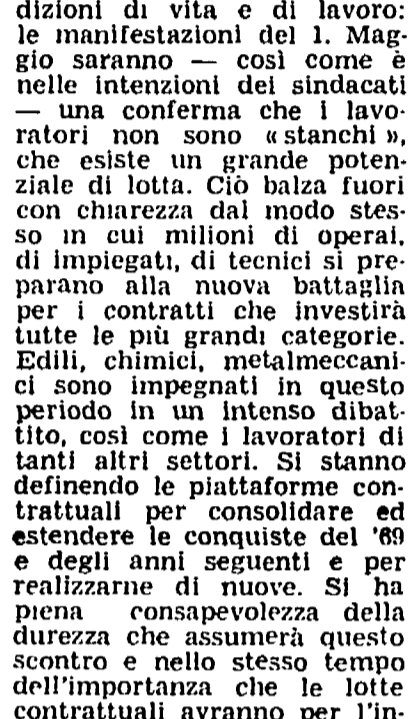 dizioni di vita e di lavoro:
le manifestazioni del 1. Mag-
gio saranno — così come è
nelle intenzioni dei sindacati
— una conferma che i lavo-
ratori non sono « stanchi »,
che esiste un grande poten-
ziale di lotta. Ciò balza fuori
con chiarezza dal modo stes-
so in cui milioni di operai,
di impiegati, di tecnici si pre-
parano alla nuova battaglia
per i contratti che investirà
tutte le più grandi categorie.
Edili, chimici, metalmeccani-
ci sono impegnati in questo
periodo in un intenso dibat-
tito, così come i lavoratori di
tanti altri settori. Si stanno
definendo le piattaforme con-
trattuali per consolidare ed
estendere le conquiste del '69
e degli anni seguenti e per
realizzarne di nuove. Si ha
piena consapevolezza della
durezza che assumerà questo
scontro e nello stesso tempo
dell'importanza che le lotte
contrattuali avranno per l'in-